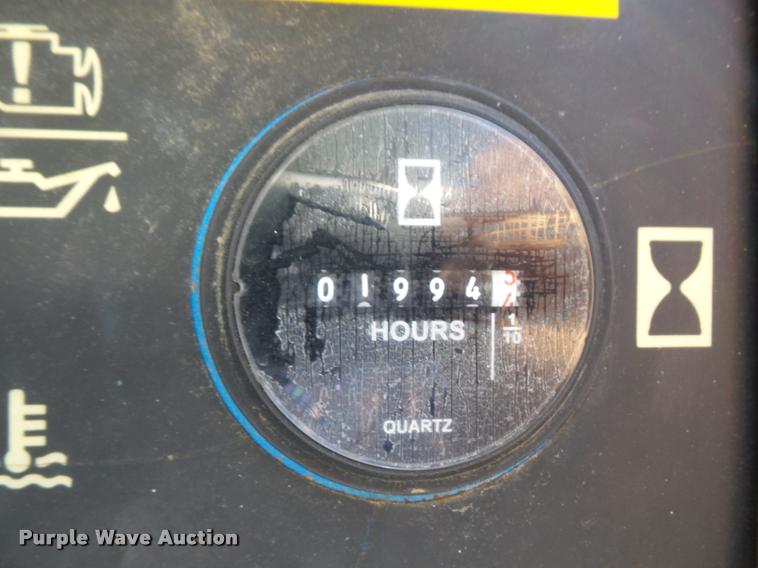 01994
HOURS
1/10
QUARTZ
Purple Wave Auction